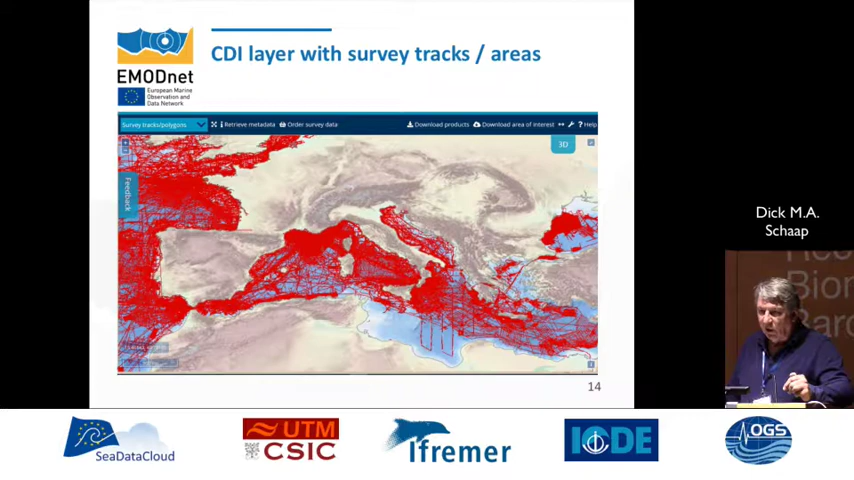 CDI layer with survey tracks / areas
EMODnet
European Marine
Observation and
Data Network
Survey tracks/polygons
Retrieve metadata
Order survey data
Download products
Download area of interest
Help
3D
Feedback
14
Dick M.A.
Schaap
Biom
Barc
SeaDataCloud
UTM
CSIC
Ifremer
IODE
OGS